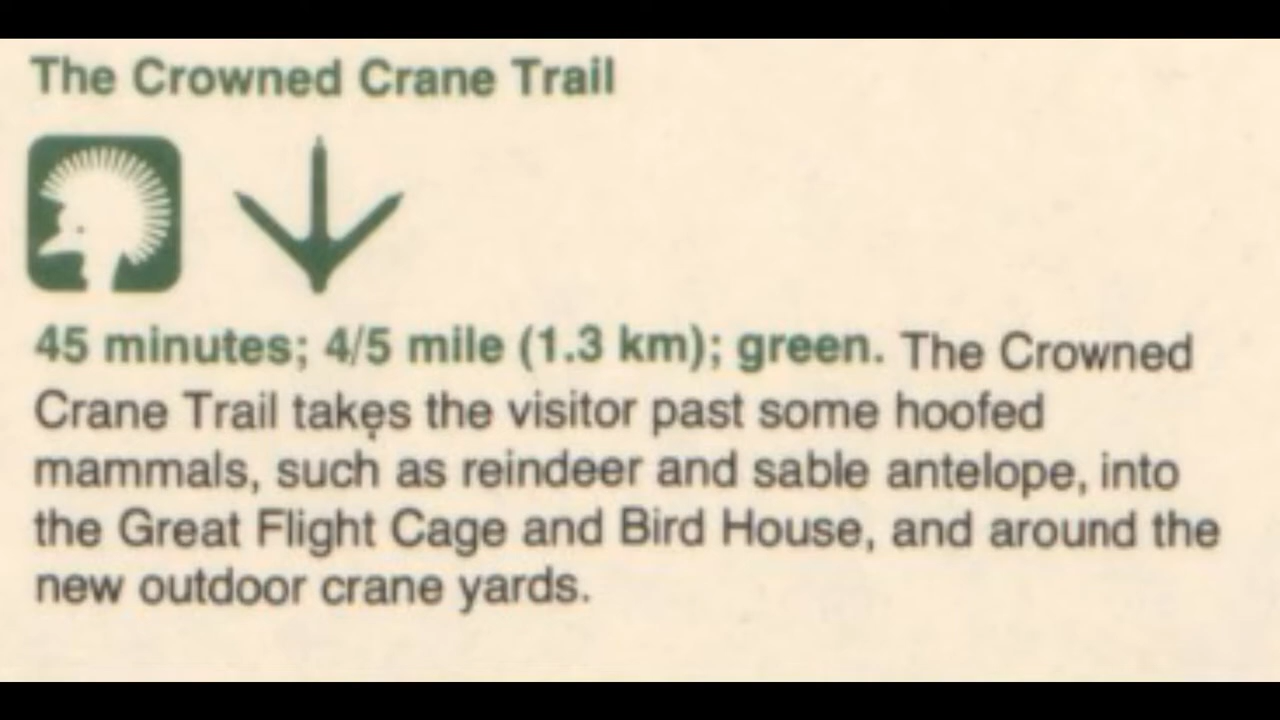 The Crowned Crane Trail
45 minutes; 4/5 mile (1.3 km); green. The Crowned
Crane Trail takes the visitor past some hoofed
mammals, such as reindeer and sable antelope, into
the Great Flight Cage and Bird House, and around the
new outdoor crane yards.